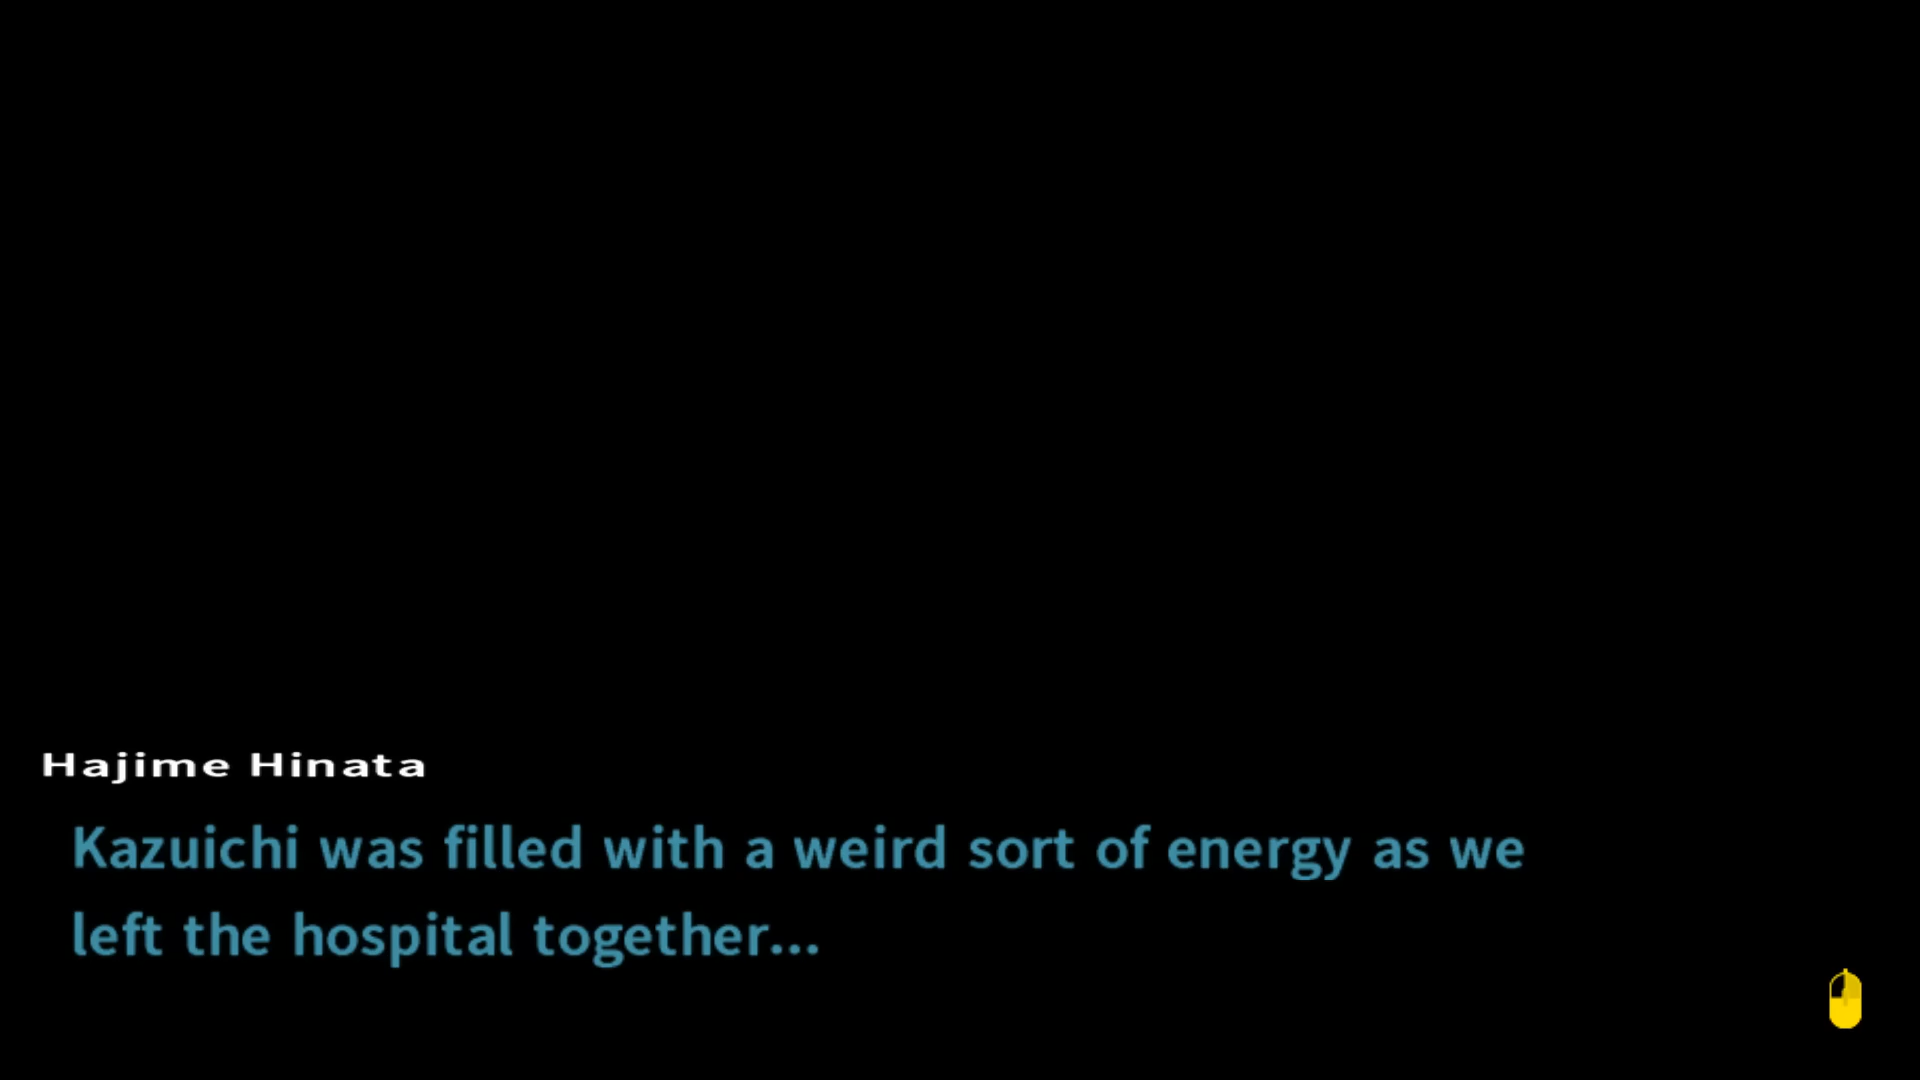 Hajime Hinata
Kazuichi was filled with a weird sort of energy as we
left the hospital together...